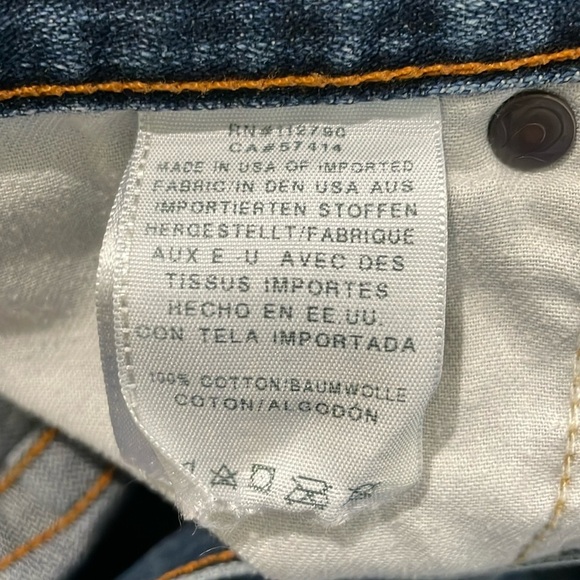 RN#112790
CA#57414
MADE IN USA OF IMPORTED
FABRIC/IN DEN USA AUS
IMPORTIERTEN STOFFEN
HERGESTELLT/FABRIQUE
AUX E-U AVEC DES
TISSUS IMPORTES
HECHO EN EE.UU.
CON TELA IMPORTADA
100% COTTON/BAUMWOLLE
COTON/ALGODÓN